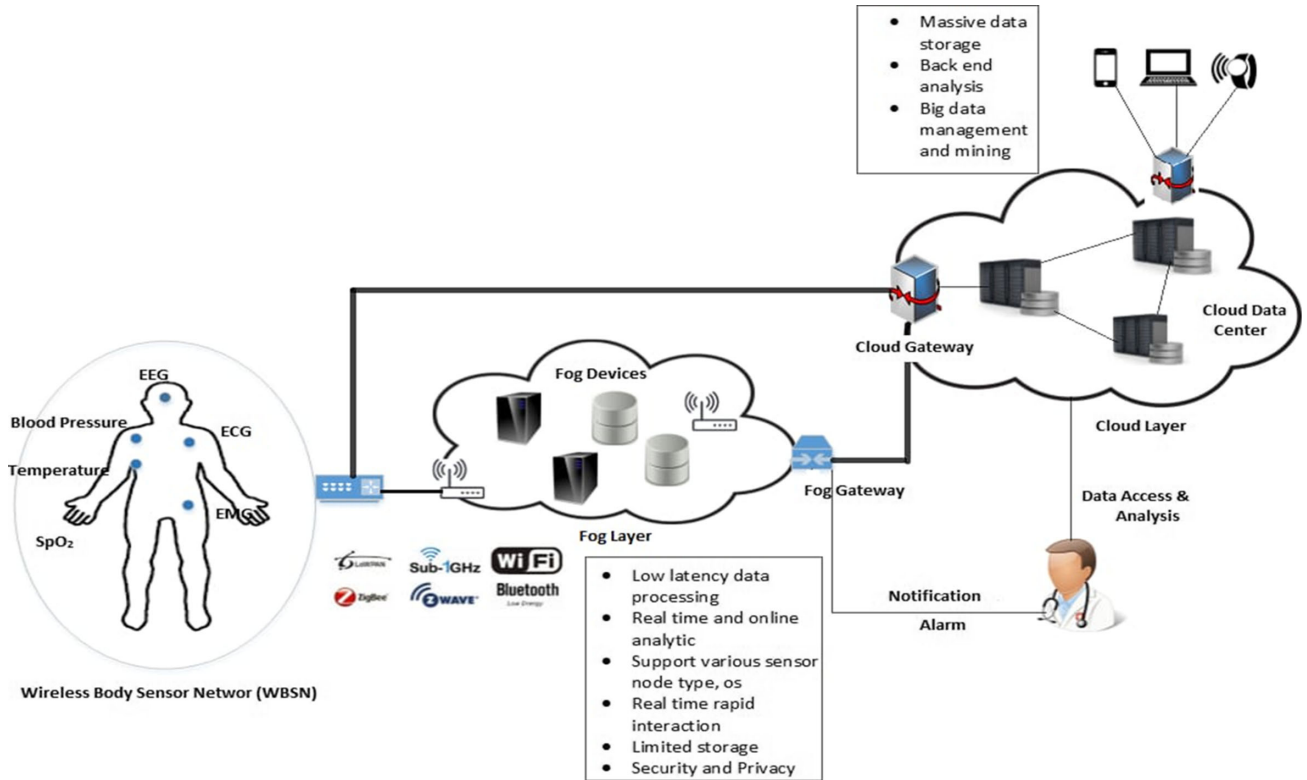 • Massive data
storage
• Back end
analysis
• Big data
management
and mining
Cloud Data
Center
Cloud Gateway
Cloud Layer
EEG
Blood Pressure
ECG
Temperature
EMG
SpO₂
Wireless Body Sensor Networ (WBSN)
Fog Devices
Fog Gateway
Fog Layer
Data Access &
Analysis
Notification
Alarm
Sub-1GHz
WiFi
ZigBee
Z WAVE
Bluetooth
Low Energy
• Low latency data
processing
• Real time and online
analytic
• Support various sensor
node type, os
• Real time rapid
interaction
• Limited storage
• Security and Privacy